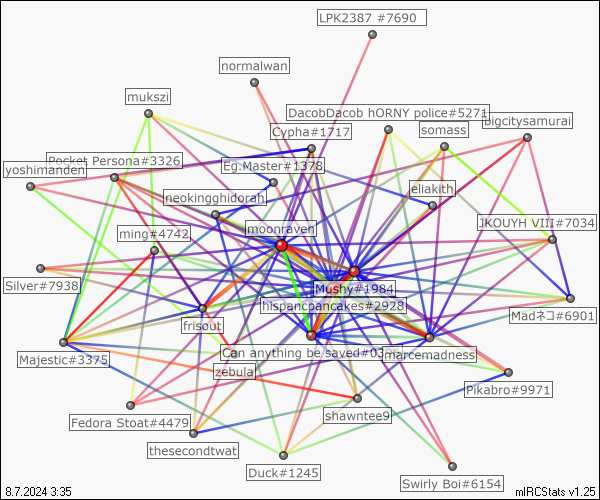 LPK2387 #7690
normalwan
mukszi
DacobDacob hORNY police#5271
bigcitysamurai
Cypha#1717
somass
Pocket Persona#3326
yoshimanden
Eg.Master#1378
eliakith
neokingghidorah
JKOUYH VIII#7034
moonraven
ming#4742
Silver#7938
Mushy#1984
hispancpancakes#2928
Madネコ#6901
frisout
Can anything be saved#03
marcemadness
Majestic#3375
zebula
Pikabro#9971
shawntee9
Fedora Stoat#4479
thesecondtwat
Duck#1245
Swirly Boi#6154
8.7.2024 3:35
mIRCStats v1.25